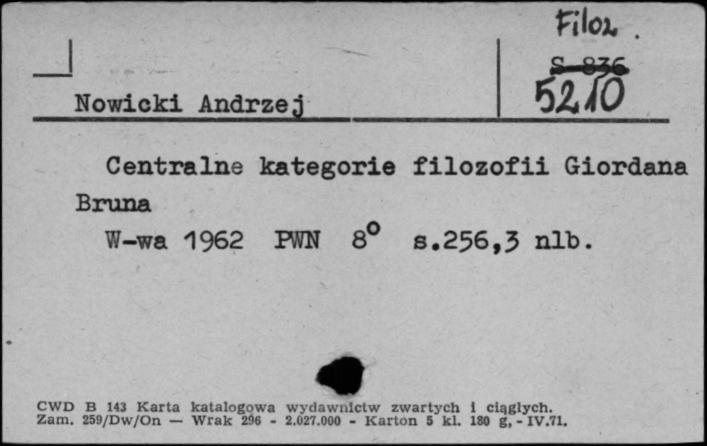 Filoz.
S-836
5210
Nowicki Andrzej
Centralne kategorie filozofii Giordana
Bruna
W-wa 1962 PWN 8° s.256,3 nlb.
CWD B 143 Karta katalogowa wydawnictw zwartych i ciągłych.
Zam. 259/Dw/On — Wrak 296 - 2.027.000 - Karton 5 kl. 180 g, - IV.71.